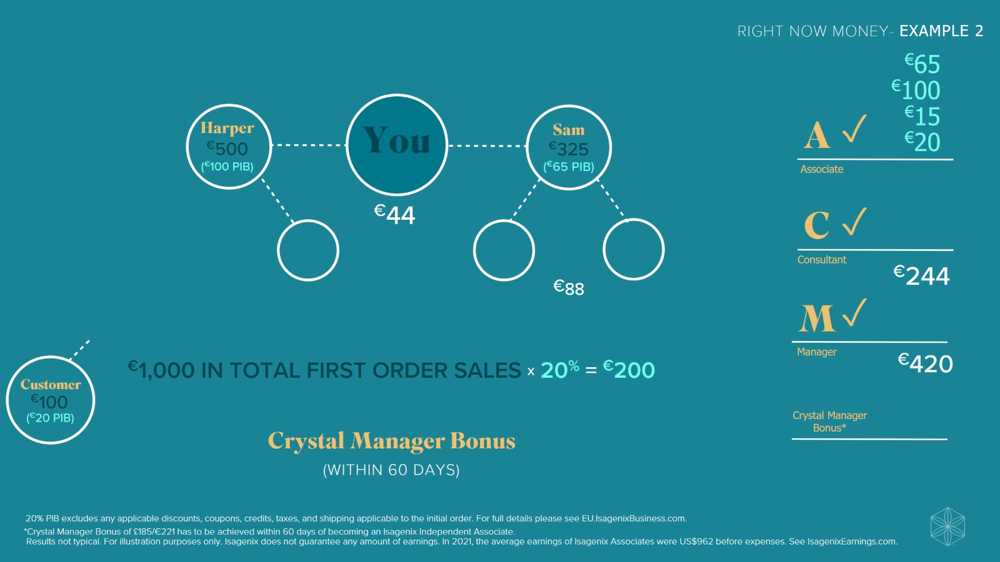 RIGHT NOW MONEY- EXAMPLE 2
€65
€100
€15
€20
A ✓
Associate
C ✓
Consultant
€244
M ✓
Manager
€420
Crystal Manager
Bonus*
Harper
€500
(€100 PIB)
You
€44
Sam
€325
(€65 PIB)
€88
Customer
€100
(€20 PIB)
€1,000 IN TOTAL FIRST ORDER SALES x 20% = €200
Crystal Manager Bonus
(WITHIN 60 DAYS)
20% PIB excludes any applicable discounts, coupons, credits, taxes, and shipping applicable to the initial order. For full details please see EU.IsagenixBusiness.com.
*Crystal Manager Bonus of £185/€221 has to be achieved within 60 days of becoming an Isagenix Independent Associate.
Results not typical. For illustration purposes only. Isagenix does not guarantee any amount of earnings. In 2021, the average earnings of Isagenix Associates were US$962 before expenses. See IsagenixEarnings.com.